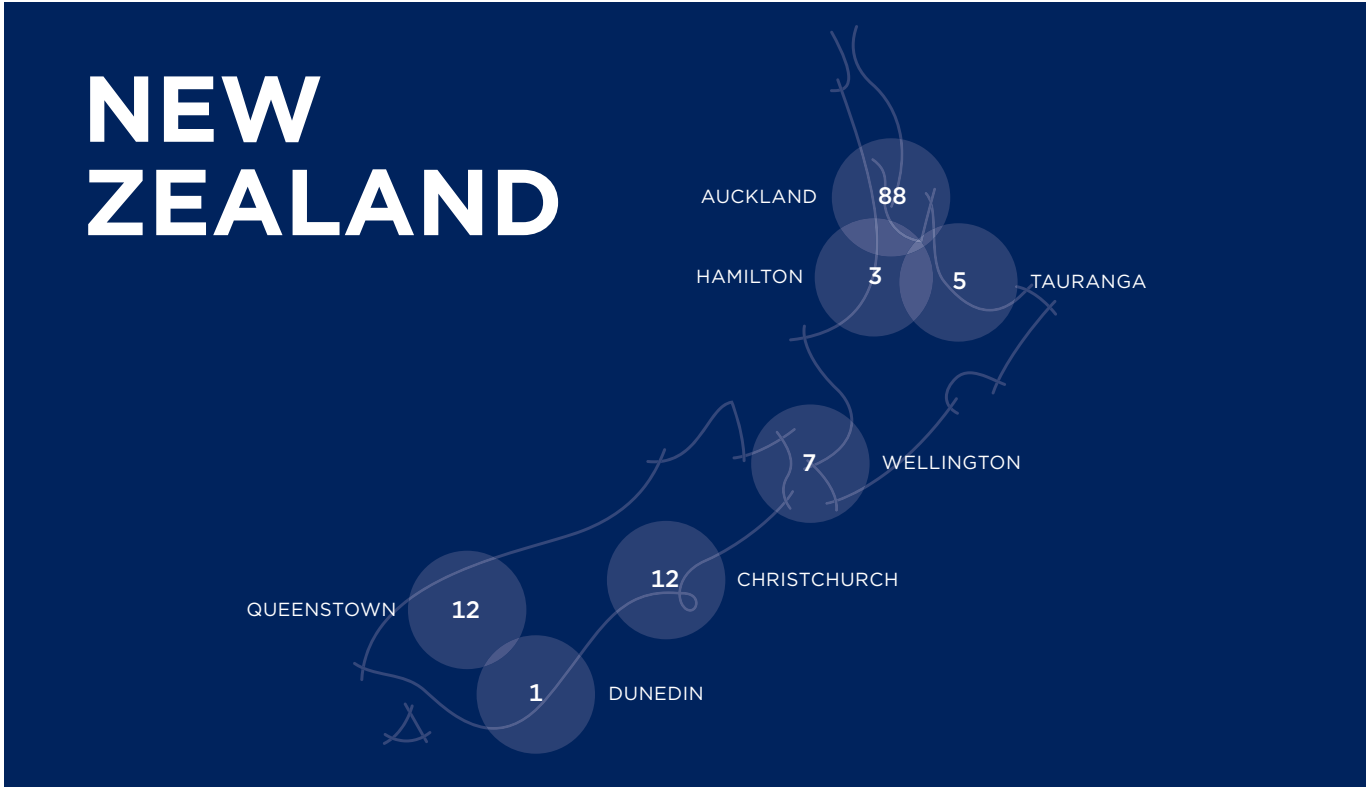 NEW
ZEALAND
AUCKLAND 88
HAMILTON 3
5 TAURANGA
7 WELLINGTON
12 CHRISTCHURCH
QUEENSTOWN 12
1 DUNEDIN